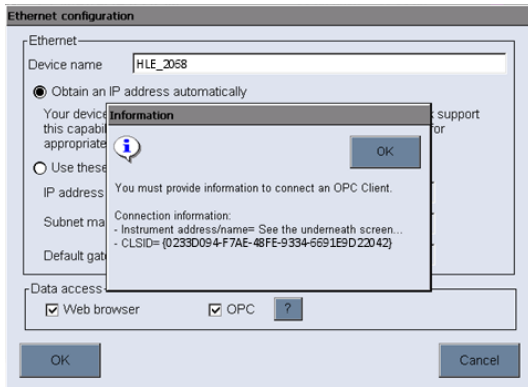 Ethernet configuration
Ethernet
Device name HLE_2068
Obtain an IP address automatically
Your device support
this capabil for
appropriate
Information
OK
You must provide information to connect an OPC Client.
Connection information:
- Instrument address/name= See the underneath screen...
- CLSID= {0233D094-F7AE-48FE-9334-6691E9D22042}
Use these
IP address
Subnet ma
Default gat
Data access
Web browser OPC ?
OK Cancel